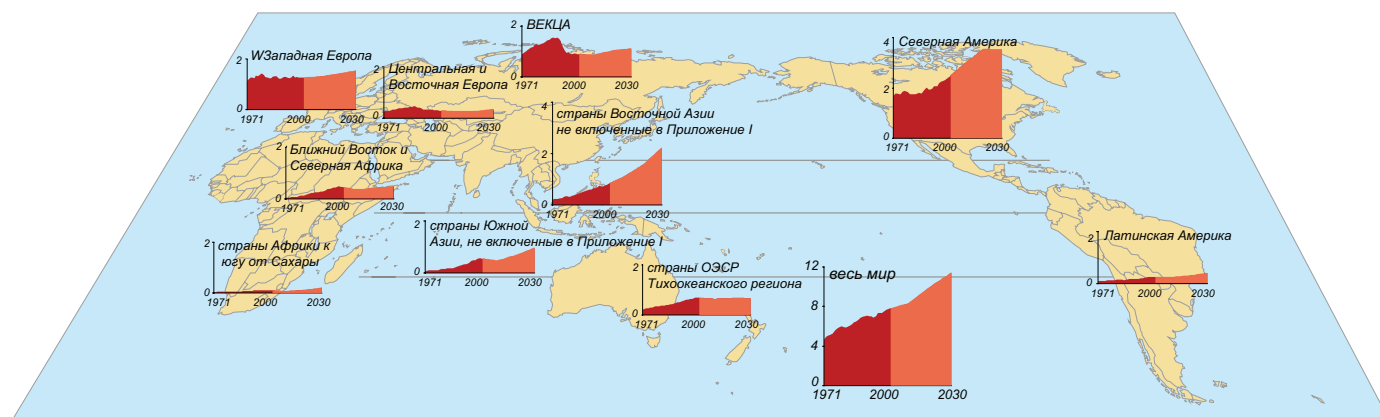 WЗападная Европа
2
0
1971 2000 2030
Центральная и
Восточная Европа
2
0
1971 2000 2030
ВЕКЦА
2
0
1971 2000 2030
Северная Америка
4
2
0
1971 2000 2030
страны Восточной Азии
не включенные в Приложение I
4
2
0
1971 2000 2030
Ближний Восток и
Северная Африка
2
0
1971 2000 2030
страны Южной
Азии, не включенные в Приложение I
2
0
1971 2000 2030
страны Африки к
югу от Сахары
2
0
1971 2000 2030
страны ОЭСР
Тихоокеанского региона
2
0
1971 2000 2030
весь мир
12
8
4
0
1971 2000 2030
Латинская Америка
2
0
1971 2000 2030